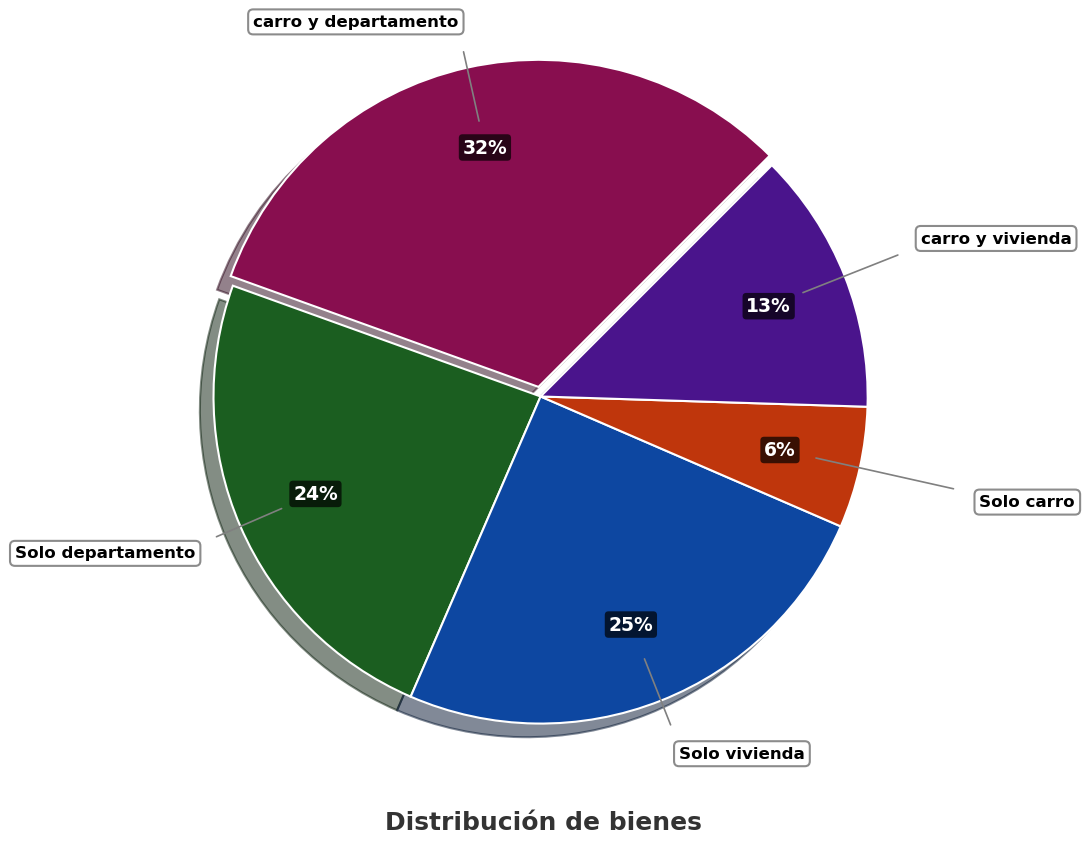 carro y departamento
32%
carro y vivienda
13%
6%
Solo carro
24%
Solo departamento
25%
Solo vivienda
Distribución de bienes